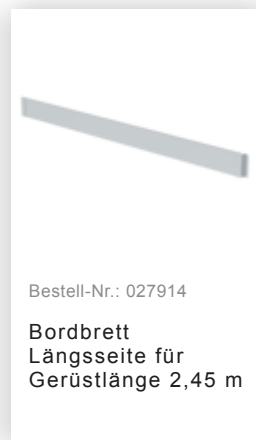 Bestell-Nr.: 027914
Bordbrett
Längsseite für
Gerüstlänge 2,45 m